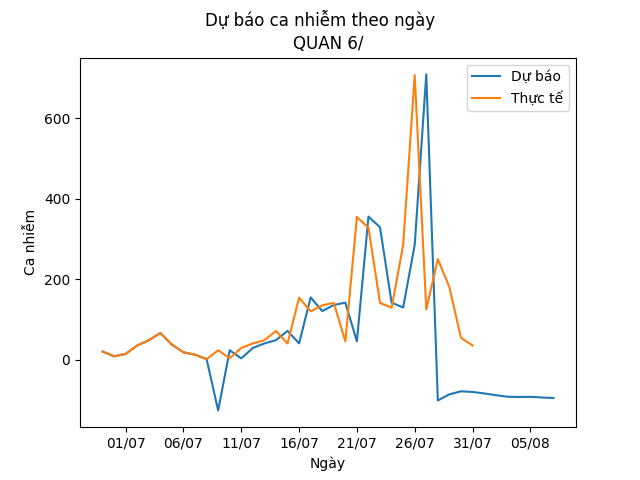 Dự báo ca nhiễm theo ngày
QUAN 6/
Dự báo
Thực tế
Ca nhiễm
600
400
200
0
01/07 06/07 11/07 16/07 21/07 26/07 31/07 05/08
Ngày